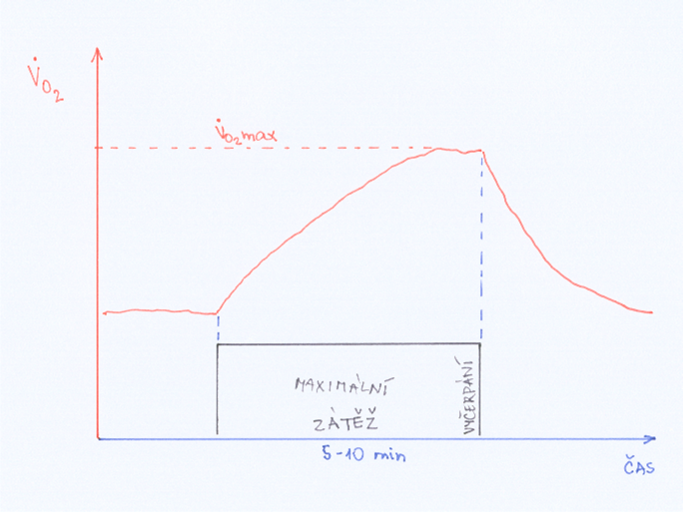 V̇O₂
V̇O₂max
MAXIMÁLNÍ
ZÁTĚŽ
VYČERPÁNÍ
5-10 min
ČAS